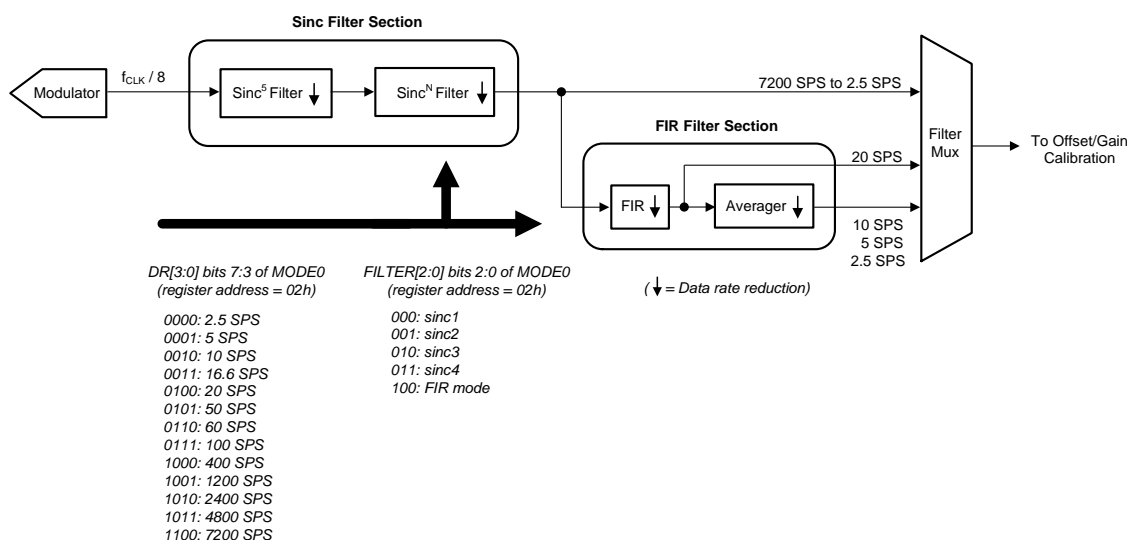 Sinc Filter Section
Modulator
fCLK / 8
Sinc5 Filter
SincN Filter
7200 SPS to 2.5 SPS
FIR Filter Section
20 SPS
FIR
Averager
10 SPS
5 SPS
2.5 SPS
Filter
Mux
To Offset/Gain
Calibration
DR[3:0] bits 7:3 of MODE0
(register address = 02h)
0000: 2.5 SPS
0001: 5 SPS
0010: 10 SPS
0011: 16.6 SPS
0100: 20 SPS
0101: 50 SPS
0110: 60 SPS
0111: 100 SPS
1000: 400 SPS
1001: 1200 SPS
1010: 2400 SPS
1011: 4800 SPS
1100: 7200 SPS
FILTER[2:0] bits 2:0 of MODE0
(register address = 02h)
000: sinc1
001: sinc2
010: sinc3
011: sinc4
100: FIR mode
(↓= Data rate reduction)